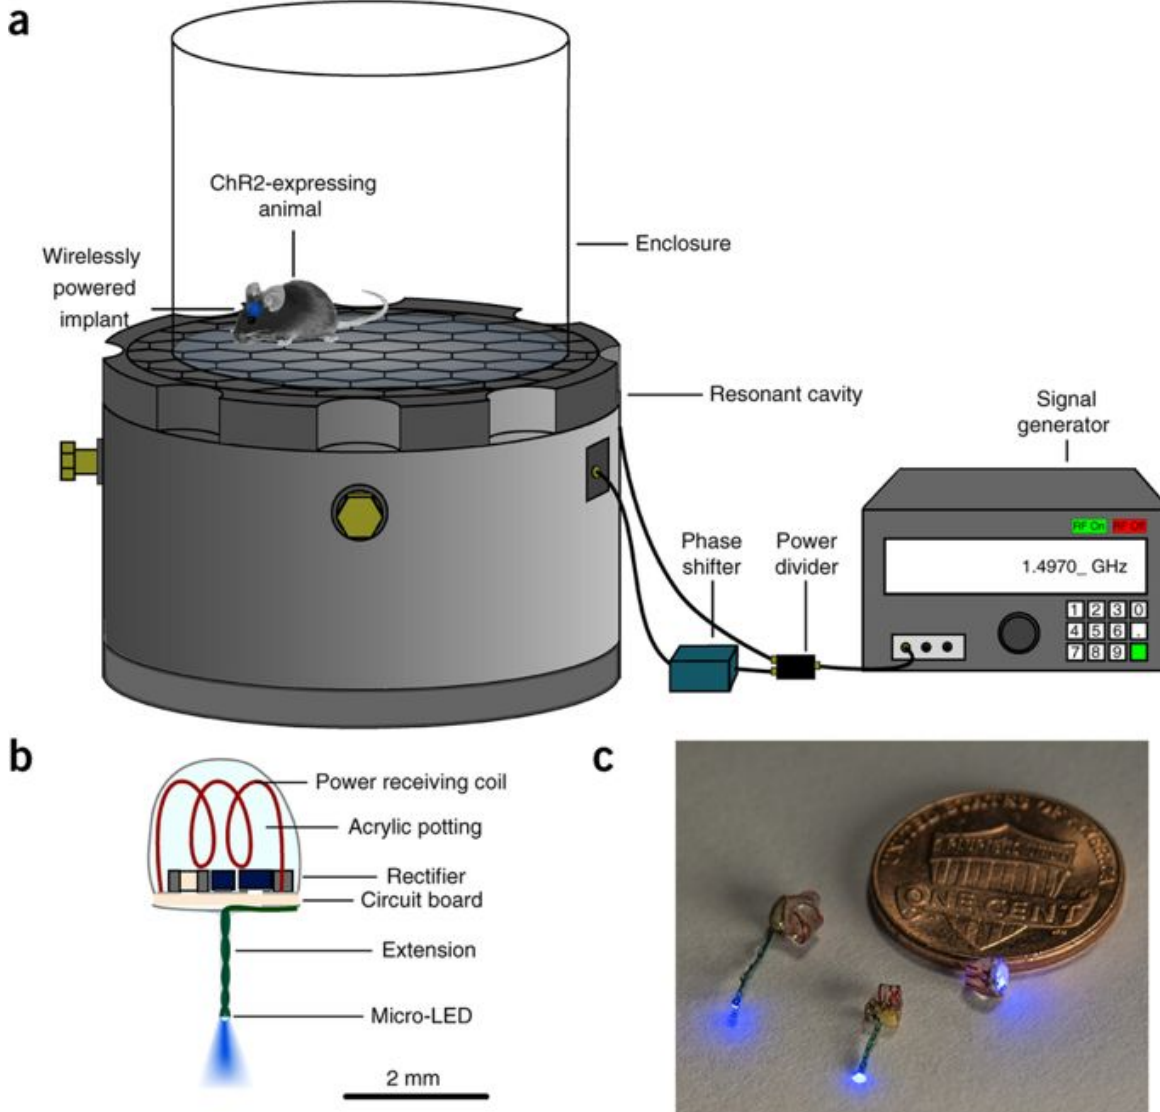 a
ChR2-expressing
animal
Wirelessly
powered
implant
Enclosure
Resonant cavity
Signal
generator
RF On RF Off
1.4970_ GHz
1 2 3 0
4 5 6 .
7 8 9
Phase
shifter
Power
divider
b
Power receiving coil
Acrylic potting
Rectifier
Circuit board
Extension
Micro-LED
2 mm
c
ONE CENT